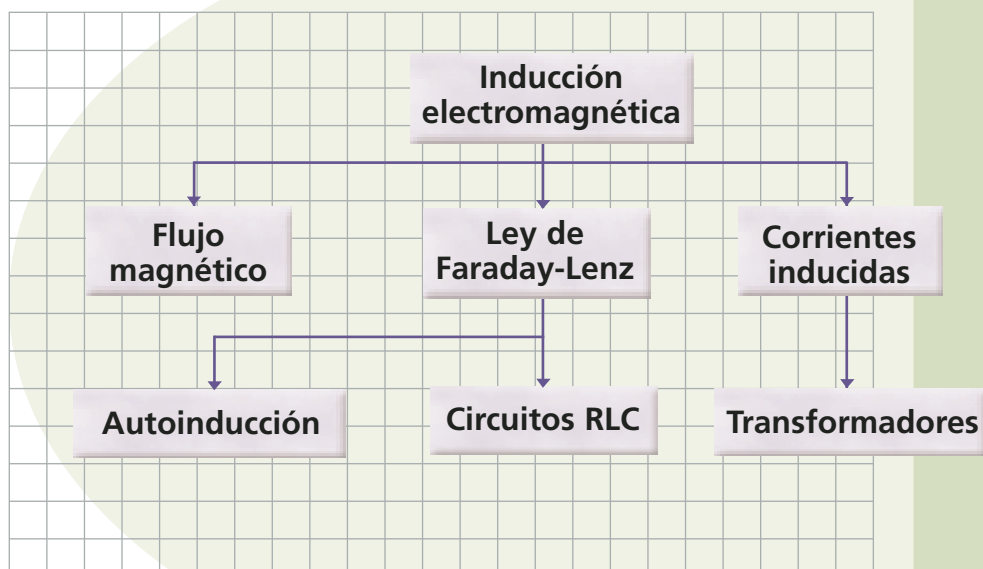 Inducción
electromagnética
Flujo
magnético
Ley de
Faraday-Lenz
Corrientes
inducidas
Autoinducción
Circuitos RLC
Transformadores